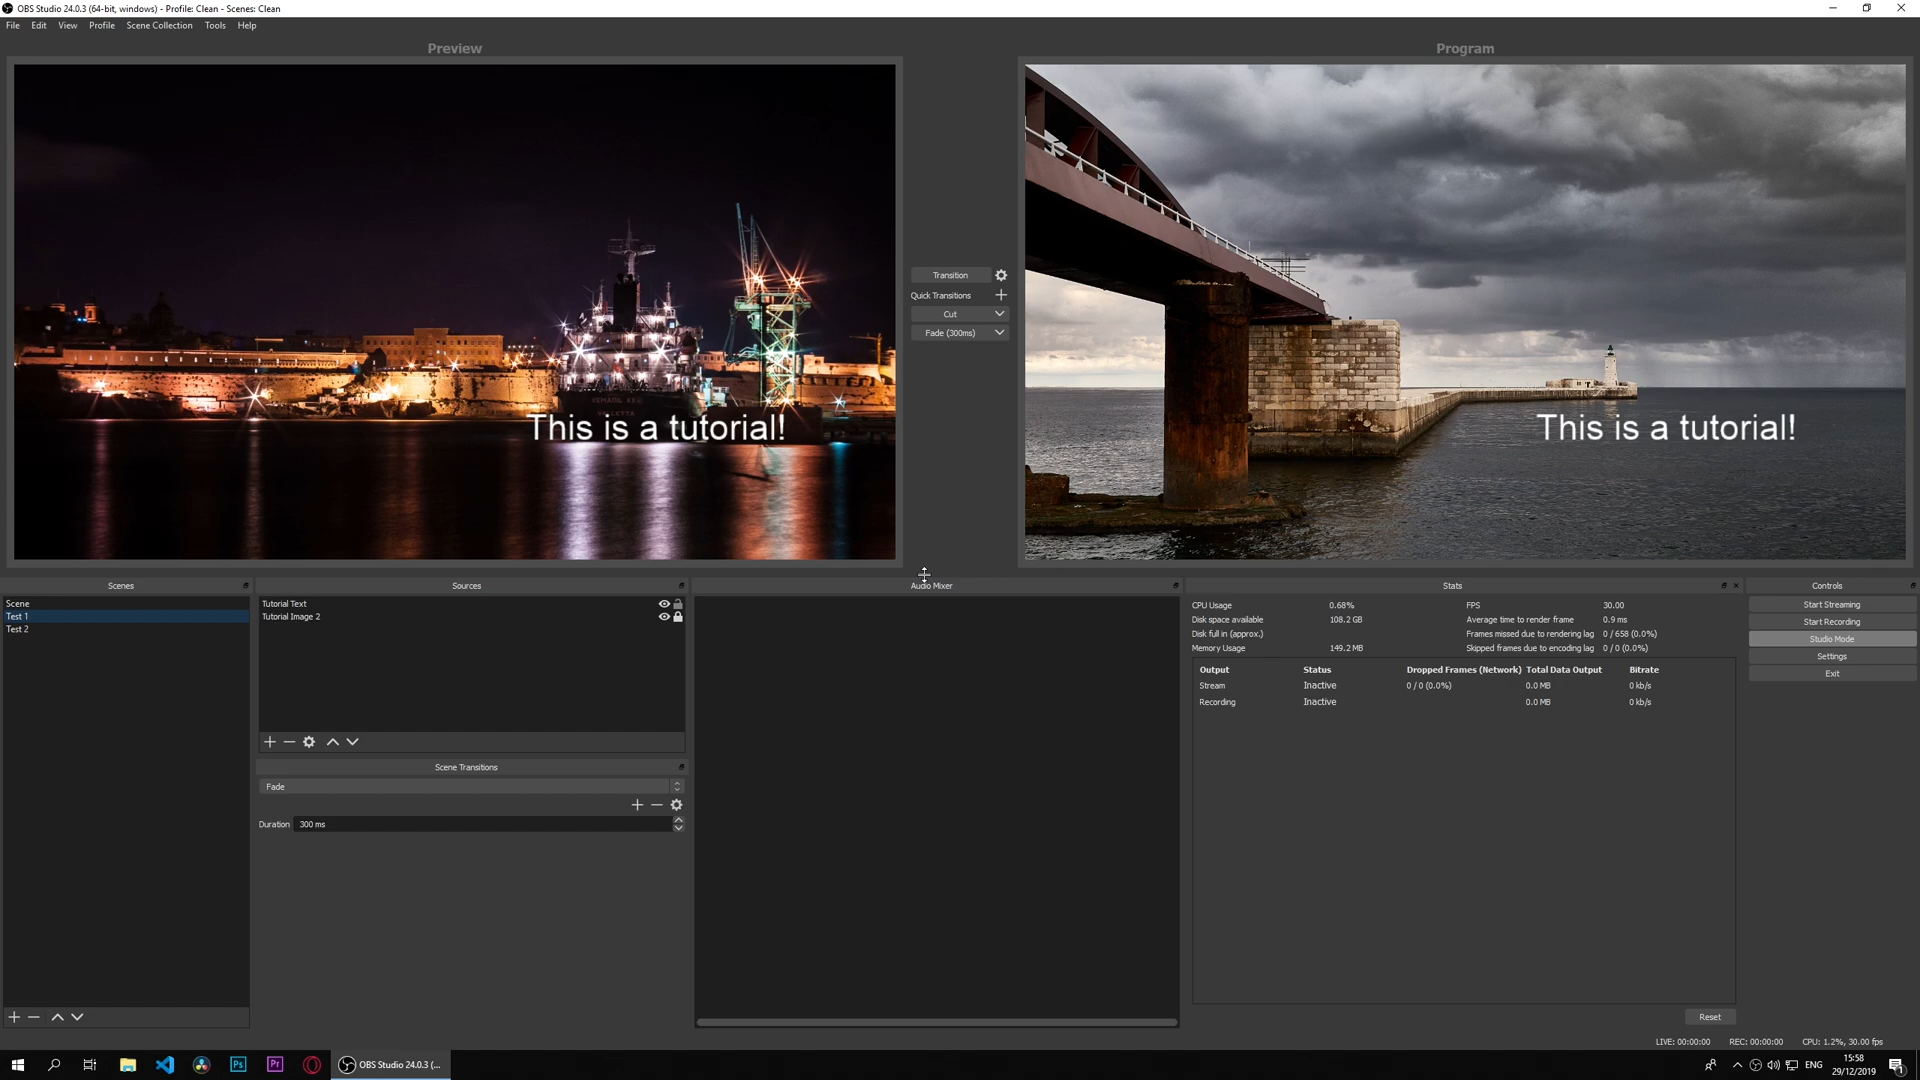 OBS Studio 24.0.3 (64-bit, windows) - Profile: Clean - Scenes: Clean
File Edit View Profile Scene Collection Tools Help
Preview
Program
This is a tutorial!
Transition
Quick Transitions
Cut
Fade (300ms)
This is a tutorial!
Scenes
Scene
Test 1
Test 2
Sources
Tutorial Text
Tutorial Image 2
Scene Transitions
Fade
Duration 300 ms
Audio Mixer
Stats
CPU Usage 0.68% FPS 30.00
Disk space available 108.2 GB Average time to render frame 0.9 ms
Disk full in (approx.) Frames missed due to rendering lag 0 / 658 (0.0%)
Memory Usage 149.2 MB Skipped frames due to encoding lag 0 / 0 (0.0%)
Output Status Dropped Frames (Network) Total Data Output Bitrate
Stream Inactive 0 / 0 (0.0%) 0.0 MB 0 kb/s
Recording Inactive 0.0 MB 0 kb/s
Reset
Controls
Start Streaming
Start Recording
Studio Mode
Settings
Exit
LIVE: 00:00:00 REC: 00:00:00 CPU: 1.2%, 30.00 fps
Ps
Pr
OBS Studio 24.0.3 (...
ENG
15:58
29/12/2019